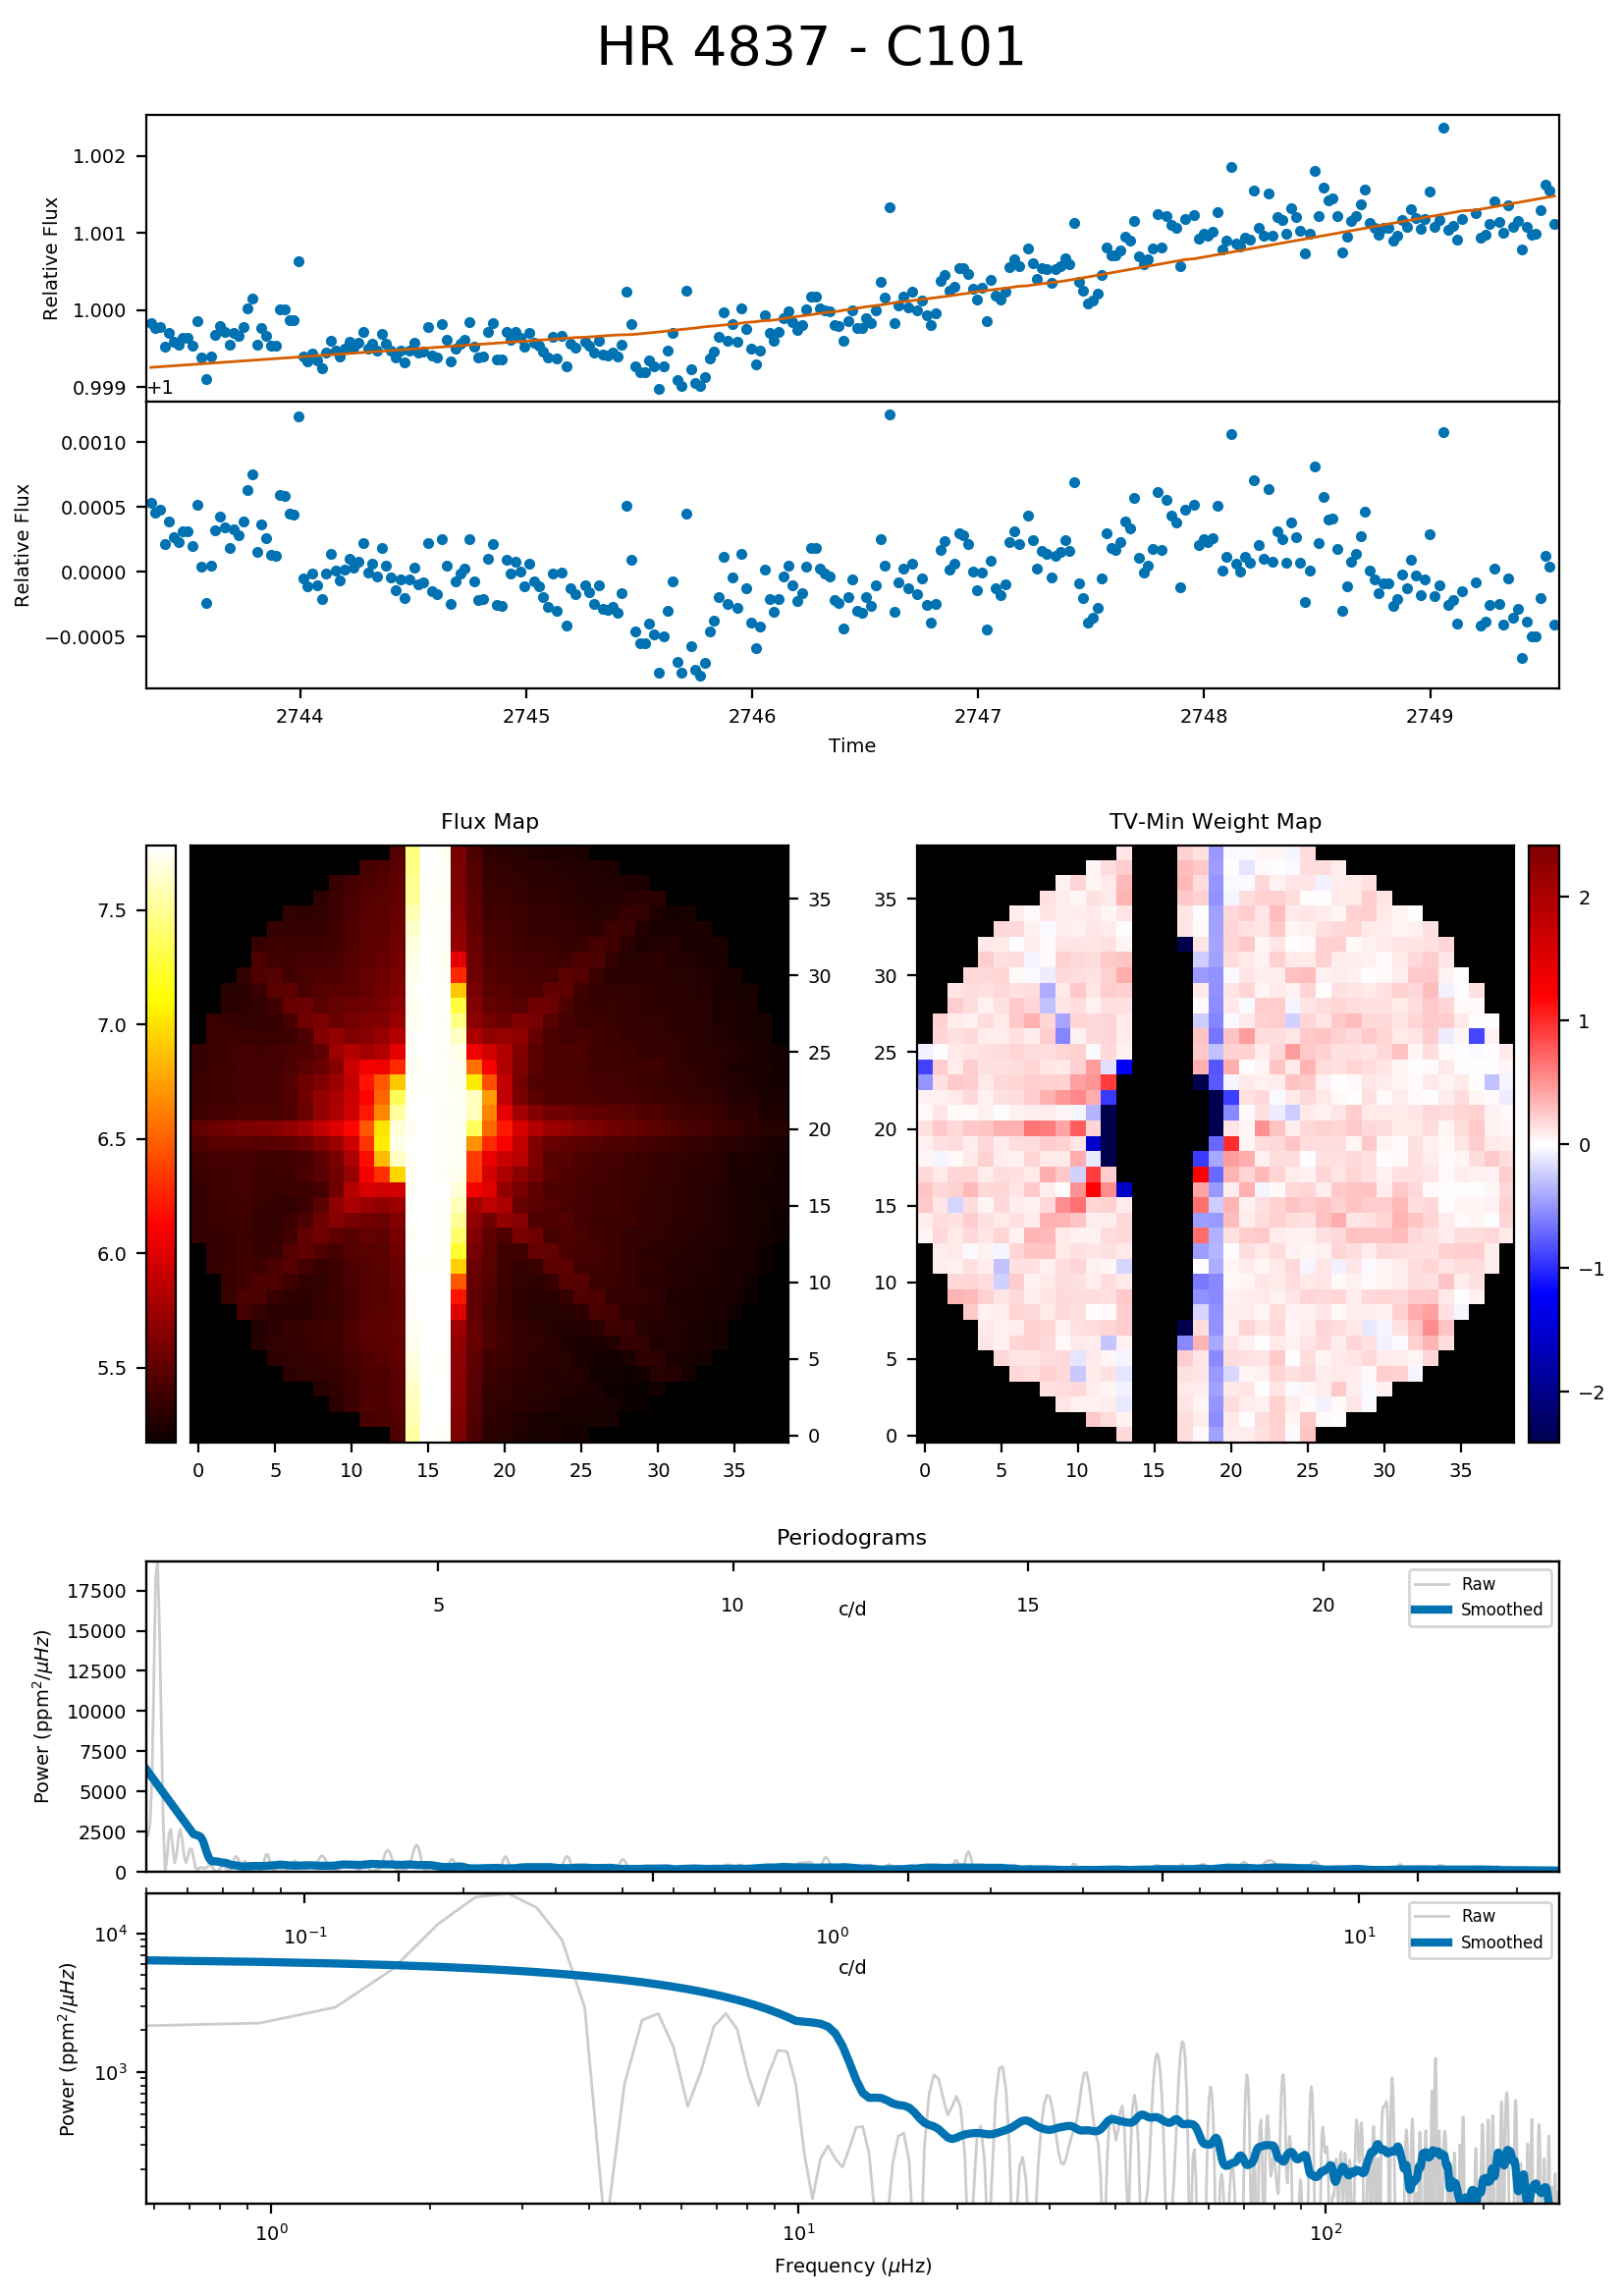 HR 4837 - C101
Relative Flux
1.002
1.001
1.000
0.999
+1
Relative Flux
0.0010
0.0005
0.0000
−0.0005
2744 2745 2746 2747 2748 2749
Time
Flux Map
TV-Min Weight Map
7.5
7.0
6.5
6.0
5.5
35
30
25
20
15
10
5
0
0 5 10 15 20 25 30 35
35
30
25
20
15
10
5
0
0 5 10 15 20 25 30 35
2
1
0
−1
−2
Periodograms
Power (ppm²/μHz)
17500
15000
12500
10000
7500
5000
2500
0
5 10 15 20
c/d
Raw
Smoothed
Power (ppm²/μHz)
10⁴
10³
10⁻¹ 10⁰ 10¹
c/d
Raw
Smoothed
10⁰ 10¹ 10²
Frequency (μHz)